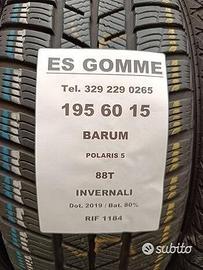 ES GOMME
Tel. 329 229 0265
195 60 15
BARUM
POLARIS 5
88T
INVERNALI
Dot. 2019 / Bat. 80%
RIF 1184
subito